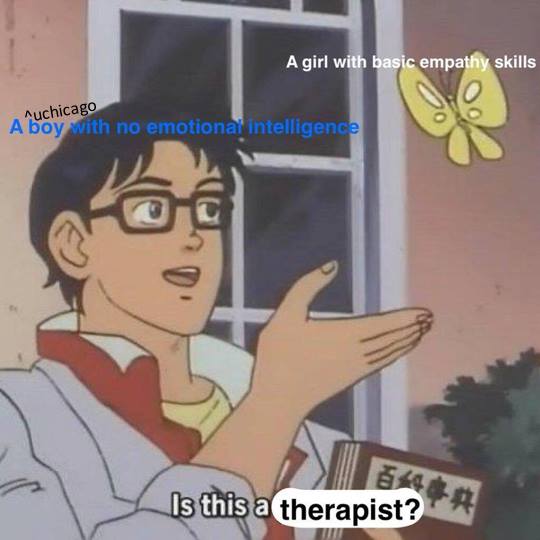 A girl with basic empathy skills
^uchicago
A boy with no emotional intelligence
百科事典
Is this a therapist?